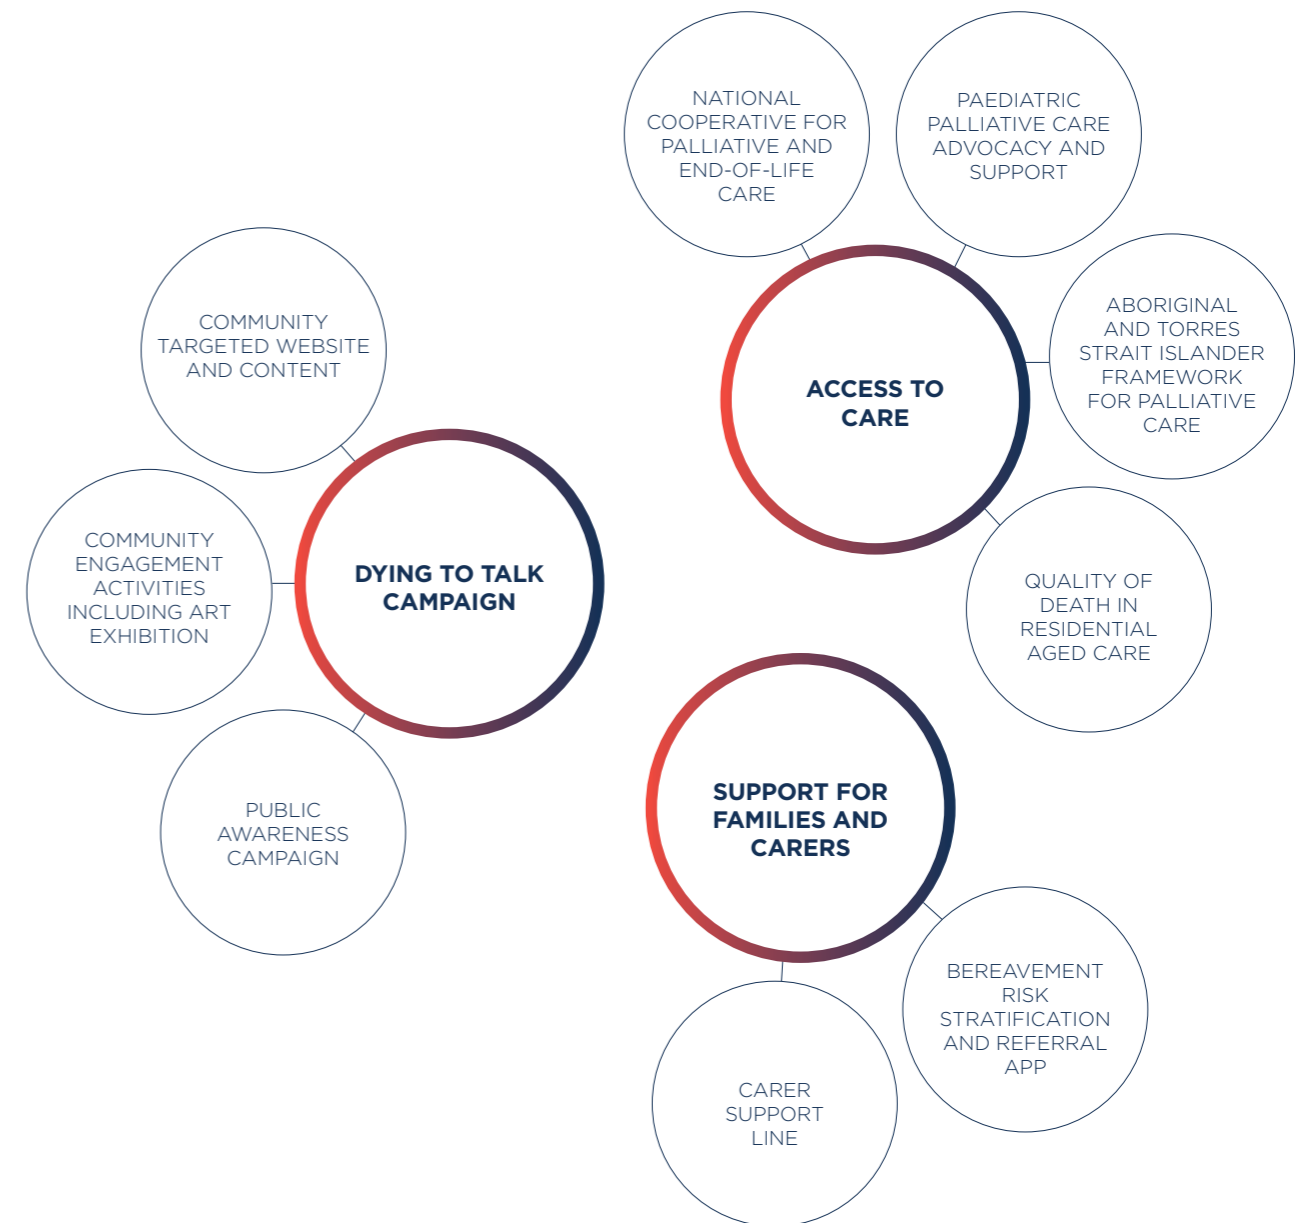 NATIONAL
COOPERATIVE FOR
PALLIATIVE AND
END-OF-LIFE
CARE
PAEDIATRIC
PALLIATIVE CARE
ADVOCACY AND
SUPPORT
ABORIGINAL
AND TORRES
STRAIT ISLANDER
FRAMEWORK
FOR PALLIATIVE
CARE
ACCESS TO
CARE
QUALITY OF
DEATH IN
RESIDENTIAL
AGED CARE
COMMUNITY
TARGETED WEBSITE
AND CONTENT
COMMUNITY
ENGAGEMENT
ACTIVITIES
INCLUDING ART
EXHIBITION
DYING TO TALK
CAMPAIGN
PUBLIC
AWARENESS
CAMPAIGN
SUPPORT FOR
FAMILIES AND
CARERS
BEREAVEMENT
RISK
STRATIFICATION
AND REFERRAL
APP
CARER
SUPPORT
LINE